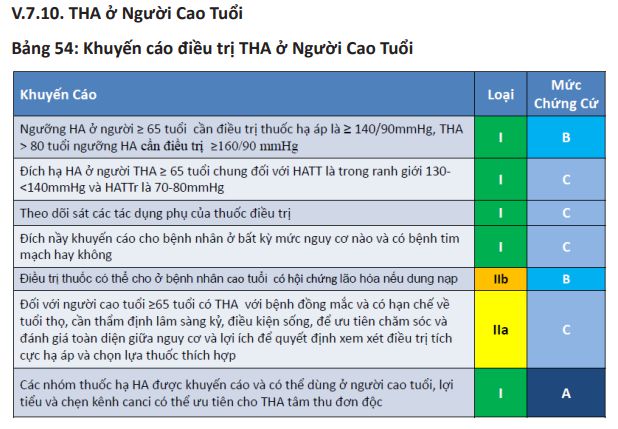 V.7.10. THA ở Người Cao Tuổi
Bảng 54: Khuyến cáo điều trị THA ở Người Cao Tuổi
Khuyến Cáo
Loại
Mức
Chứng Cứ
Ngưỡng HA ở người ≥ 65 tuổi cần điều trị thuốc hạ áp là ≥ 140/90mmHg, THA
> 80 tuổi ngưỡng HA cần điều trị ≥160/90 mmHg
I
B
Đích hạ HA ở người THA ≥ 65 tuổi chung đối với HATT là trong ranh giới 130-
<140mmHg và HATTr là 70-80mmHg
I
C
Theo dõi sát các tác dụng phụ của thuốc điều trị
I
C
Đích nầy khuyến cáo cho bệnh nhân ở bất kỳ mức nguy cơ nào và có bệnh tim
mạch hay không
I
C
Điều trị thuốc có thể cho ở bệnh nhân cao tuổi có hội chứng lão hóa nếu dung nạp
IIb
B
Đối với người cao tuổi ≥65 tuổi có THA với bệnh đồng mắc và có hạn chế về
tuổi thọ, cần thẩm định lâm sàng kỷ, điều kiện sống, để ưu tiên chăm sóc và
đánh giá toàn diện giữa nguy cơ và lợi ích để quyết định xem xét điều trị tích
cực hạ áp và chọn lựa thuốc thích hợp
IIa
C
Các nhóm thuốc hạ HA được khuyến cáo và có thể dùng ở người cao tuổi, lợi
tiểu và chẹn kênh canci có thể ưu tiên cho THA tâm thu đơn độc
I
A